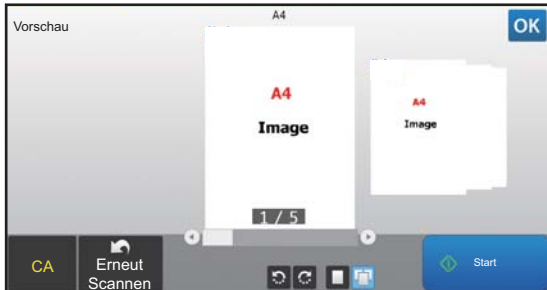 A4
Vorschau
OK
A4
Image
A4
Image
1 / 5
CA
Erneut
Scannen
Start